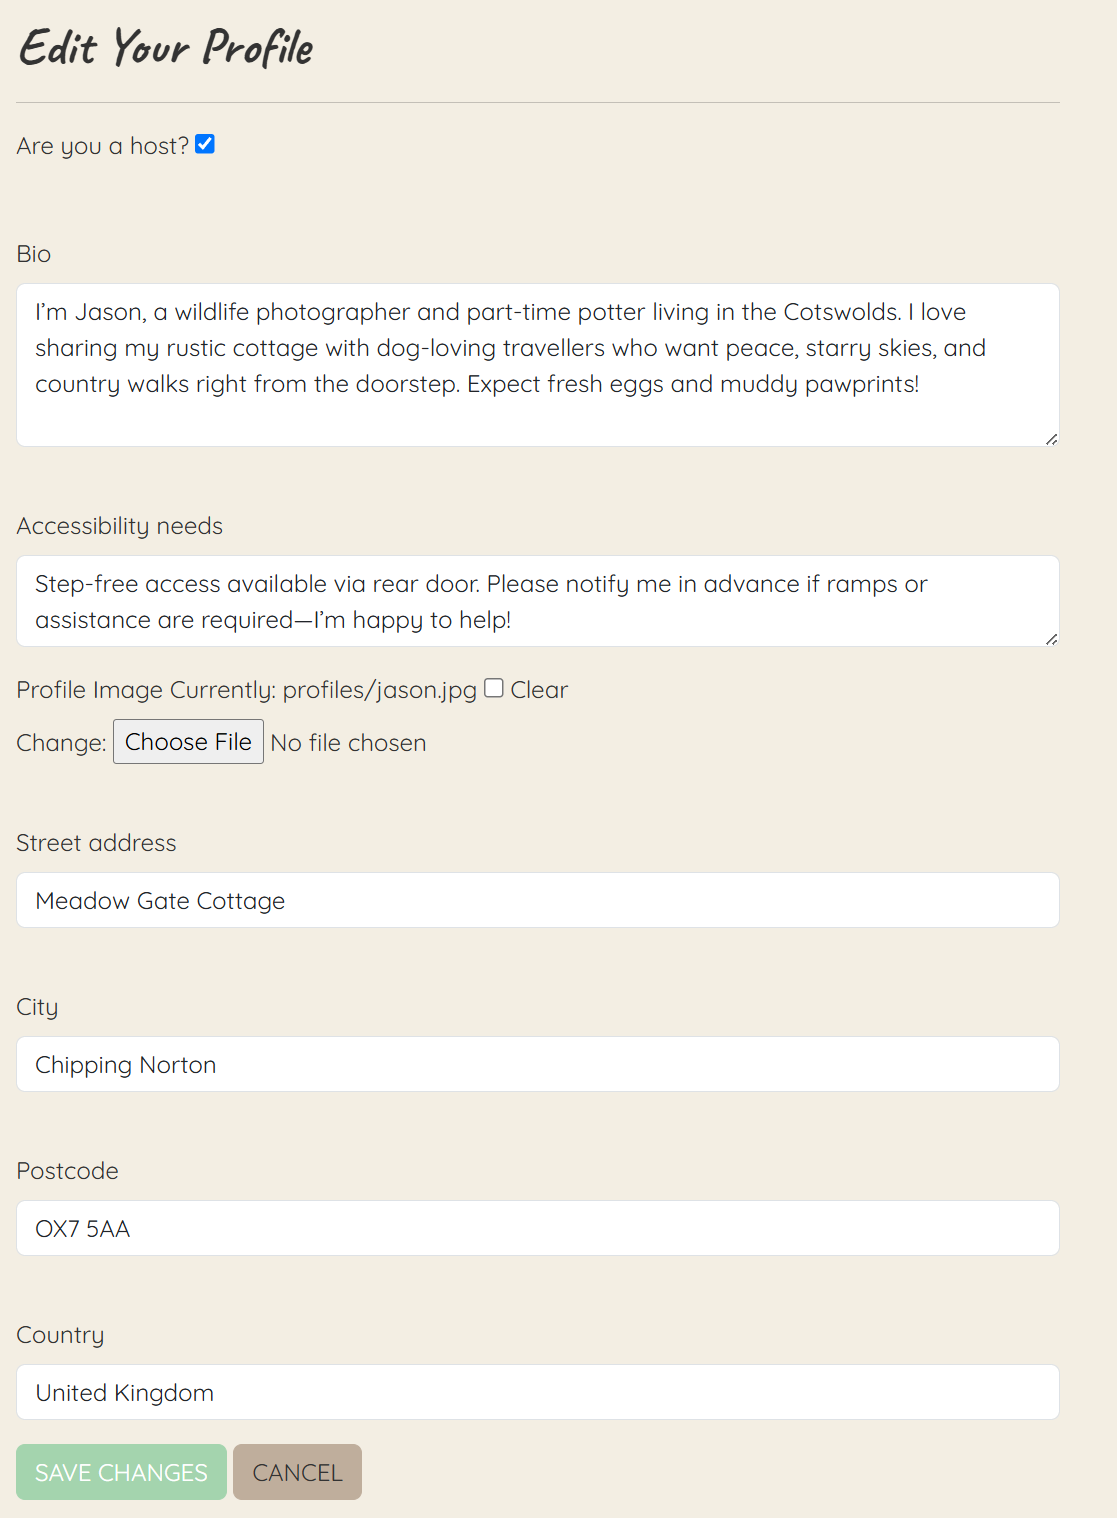 Edit Your Profile
Are you a host?
Bio
I’m Jason, a wildlife photographer and part-time potter living in the Cotswolds. I love
sharing my rustic cottage with dog-loving travellers who want peace, starry skies, and
country walks right from the doorstep. Expect fresh eggs and muddy pawprints!
Accessibility needs
Step-free access available via rear door. Please notify me in advance if ramps or
assistance are required—I’m happy to help!
Profile Image Currently: profiles/jason.jpg Clear
Change: Choose File No file chosen
Street address
Meadow Gate Cottage
City
Chipping Norton
Postcode
OX7 5AA
Country
United Kingdom
SAVE CHANGES CANCEL